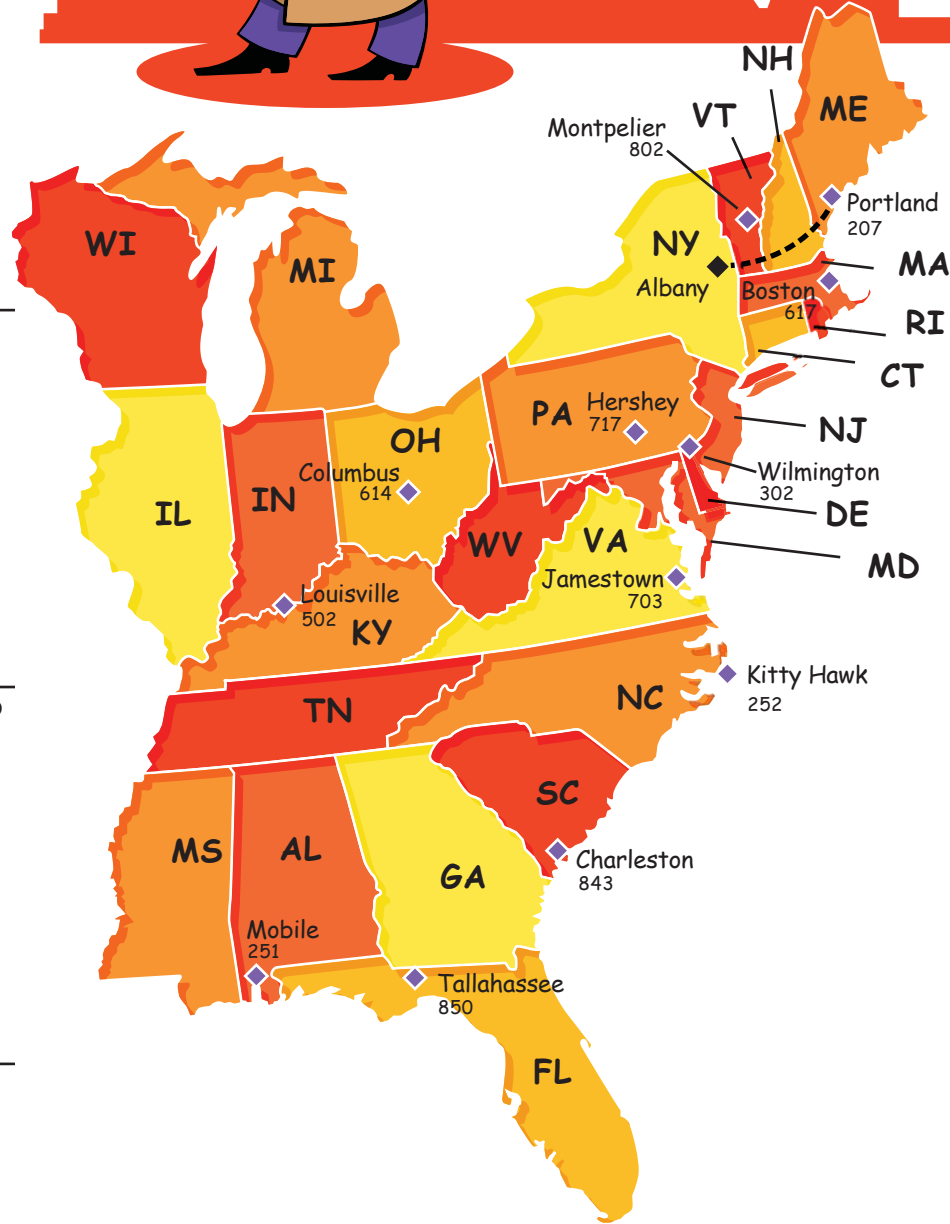 NH
ME
VT
Montpelier
802
Portland
207
NY
Albany
MA
Boston
617
RI
CT
WI
MI
PA
Hershey
717
NJ
OH
Columbus
614
Wilmington
302
DE
IL
IN
WV
VA
MD
Jamestown
703
Louisville
502
KY
Kitty Hawk
252
NC
TN
SC
MS
AL
GA
Charleston
843
Mobile
251
Tallahassee
850
FL